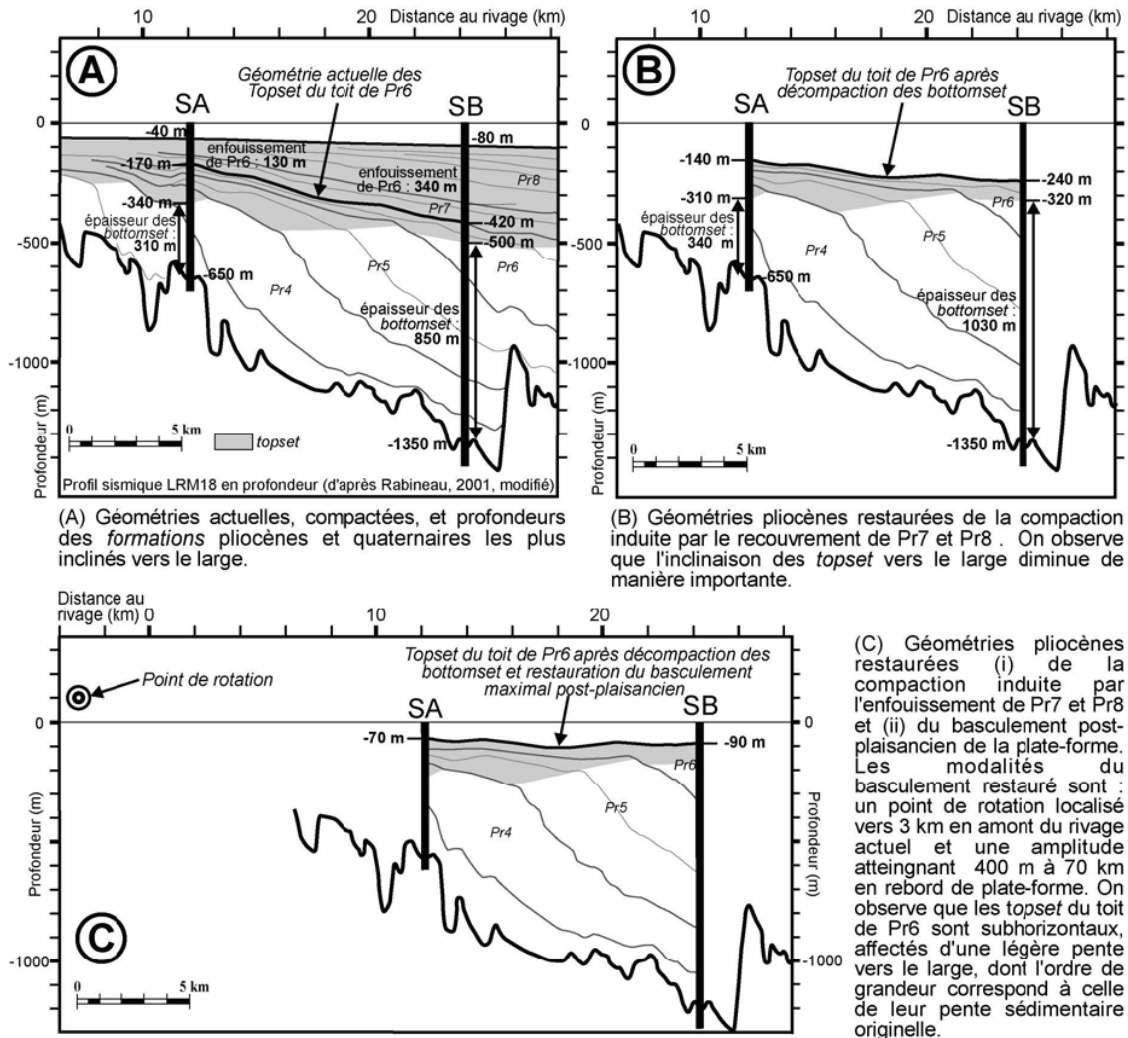 10
20
Distance au rivage (km)
A
Géométrie actuelle des
Topset du toit de Pr6
SA
SB
0
-40 m
-80 m
enfouissement
de Pr6 : 130 m
-170 m
enfouissement
de Pr6 : 340 m
Pr8
Pr7
-340 m
-420 m
épaisseur des
bottomset :
310 m
-500
-500 m
Pr5
Pr6
-650 m
Pr4
épaisseur des
bottomset :
850 m
-1000
Profondeur (m)
0
5 km
topset
-1350 m
Profil sismique LRM18 en profondeur (d'après Rabineau, 2001, modifié)
(A) Géométries actuelles, compactées, et profondeurs
des formations pliocènes et quaternaires les plus
inclinés vers le large.
10
20
Distance au rivage (km)
B
Topset du toit de Pr6 après
décompaction des bottomset
SA
SB
0
-140 m
-240 m
-310 m
Pr6
-320 m
épaisseur des
bottomset :
340 m
-500
Pr5
Pr4
-650 m
épaisseur des
bottomset :
1030 m
-1000
Profondeur (m)
0
5 km
-1350 m
(B) Géométries pliocènes restaurées de la compaction
induite par le recouvrement de Pr7 et Pr8 . On observe
que l'inclinaison des topset vers le large diminue de
manière importante.
Distance au
rivage (km) 0
10
20
Topset du toit de Pr6 après décompaction des
bottomset et restauration du basculement
maximal post-plaisancien
Point de rotation
SA
SB
0
0
-70 m
-90 m
Pr6
Pr5
Pr4
Profondeur (m)
Profondeur (m)
C
-1000
-1000
0
5 km
(C) Géométries pliocènes
restaurées (i) de la
compaction induite par
l'enfouissement de Pr7 et Pr8
et (ii) du basculement post-
plaisancien de la plate-forme.
Les modalités du
basculement restauré sont :
un point de rotation localisé
vers 3 km en amont du rivage
actuel et une amplitude
atteingnant 400 m à 70 km
en rebord de plate-forme. On
observe que les topset du toit
de Pr6 sont subhorizontaux,
affectés d'une légère pente
vers le large, dont l'ordre de
grandeur correspond à celle
de leur pente sédimentaire
originelle.